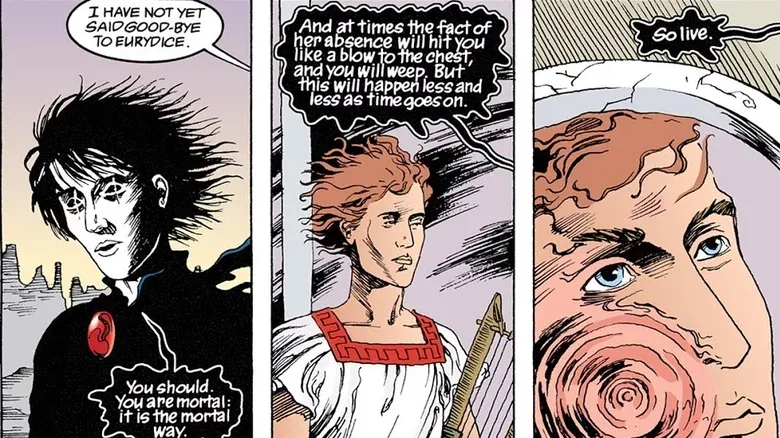 I HAVE NOT YET
SAID GOOD-BYE
TO EURYDICE.
You should.
You are mortal:
it is the mortal
way.
And at times the fact of
her absence will hit you
like a blow to the chest,
and you will weep. But
this will happen less and
less as time goes on.
So live.